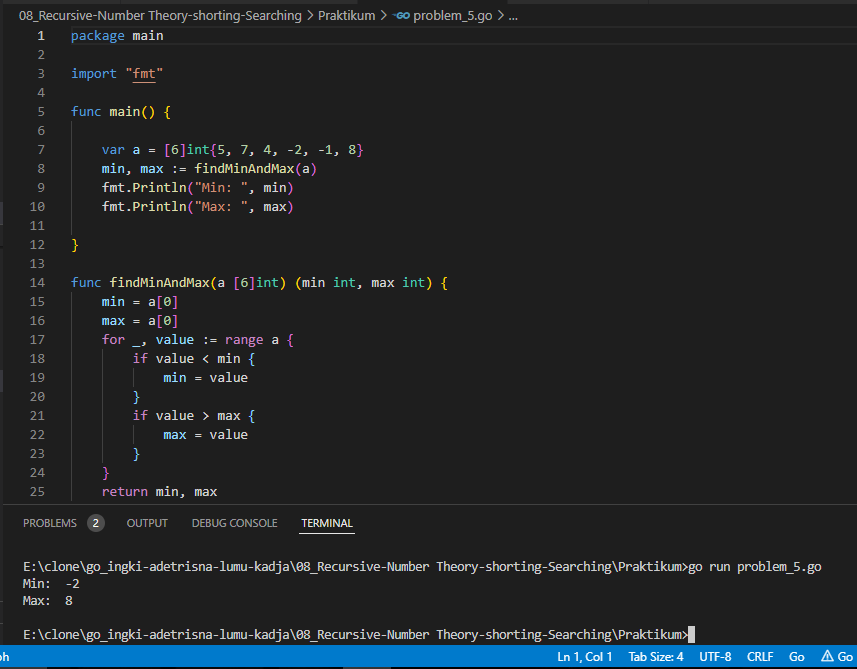 08_Recursive-Number Theory-shorting-Searching > Praktikum > GO problem_5.go > ...
1 package main
2
3 import "fmt"
4
5 func main() {
6
7     var a = [6]int{5, 7, 4, -2, -1, 8}
8     min, max := findMinAndMax(a)
9     fmt.Println("Min: ", min)
10     fmt.Println("Max: ", max)
11
12 }
13
14 func findMinAndMax(a [6]int) (min int, max int) {
15     min = a[0]
16     max = a[0]
17     for _, value := range a {
18         if value < min {
19             min = value
20         }
21         if value > max {
22             max = value
23         }
24     }
25     return min, max
PROBLEMS 2 OUTPUT DEBUG CONSOLE TERMINAL
E:\clone\go_ingki-adetrisna-lumu-kadja\08_Recursive-Number Theory-shorting-Searching\Praktikum>go run problem_5.go
Min:  -2
Max:  8
E:\clone\go_ingki-adetrisna-lumu-kadja\08_Recursive-Number Theory-shorting-Searching\Praktikum>
Ln 1, Col 1 Tab Size: 4 UTF-8 CRLF Go Go